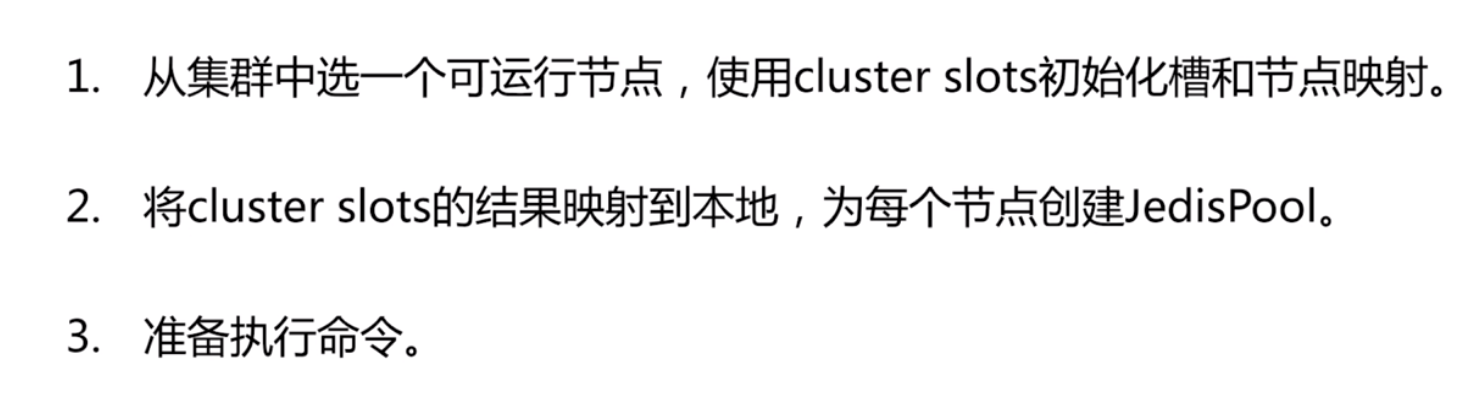 1. 从集群中选一个可运行节点，使用cluster slots初始化槽和节点映射。
2. 将cluster slots的结果映射到本地，为每个节点创建JedisPool。
3. 准备执行命令。